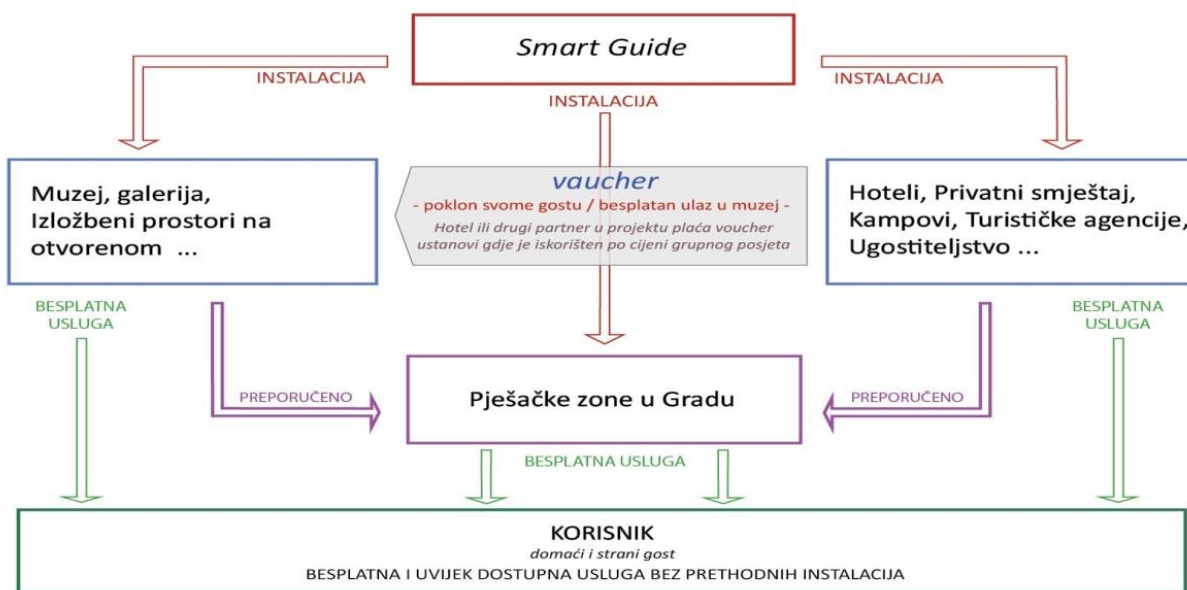 Smart Guide
INSTALACIJA
INSTALACIJA
INSTALACIJA
Muzej, galerija,
Izložbeni prostori na
otvorenom ...
vaucher
- poklon svome gostu / besplatan ulaz u muzej -
Hotel ili drugi partner u projektu plaća voucher
ustanovi gdje je iskorišten po cijeni grupnog posjeta
Hoteli, Privatni smještaj,
Kampovi, Turističke agencije,
Ugostiteljstvo ...
BESPLATNA
USLUGA
BESPLATNA
USLUGA
PREPORUČENO
Pješačke zone u Gradu
PREPORUČENO
BESPLATNA USLUGA
KORISNIK
domaći i strani gost
BESPLATNA I UVIJEK DOSTUPNA USLUGA BEZ PRETHODNIH INSTALACIJA